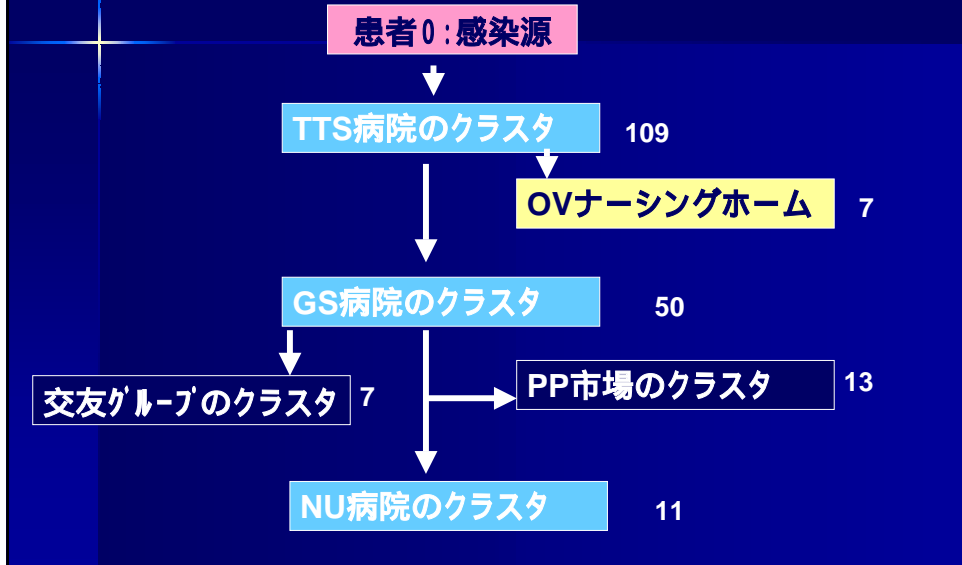 患者0:感染源
TTS病院のクラスタ 109
OVナーシングホーム 7
GS病院のクラスタ 50
交友グループのクラスタ 7
PP市場のクラスタ 13
NU病院のクラスタ 11